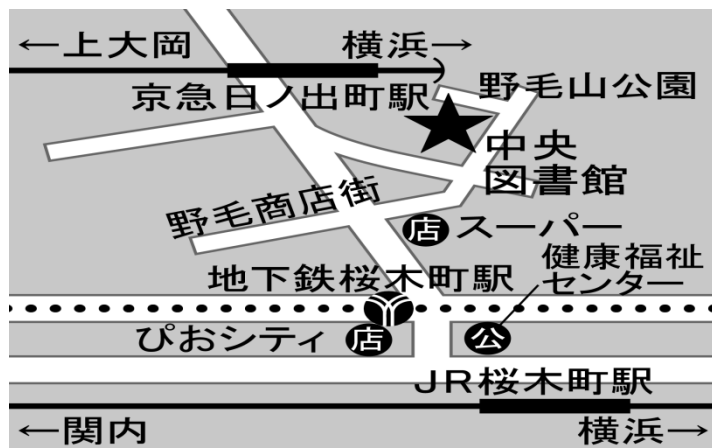 ←上大岡
横浜→
京急日ノ出町駅
野毛山公園
中央
図書館
野毛商店街
店 スーパー
健康福祉
センター
地下鉄桜木町駅
ぴおシティ 店
公
JR桜木町駅
←関内
横浜→